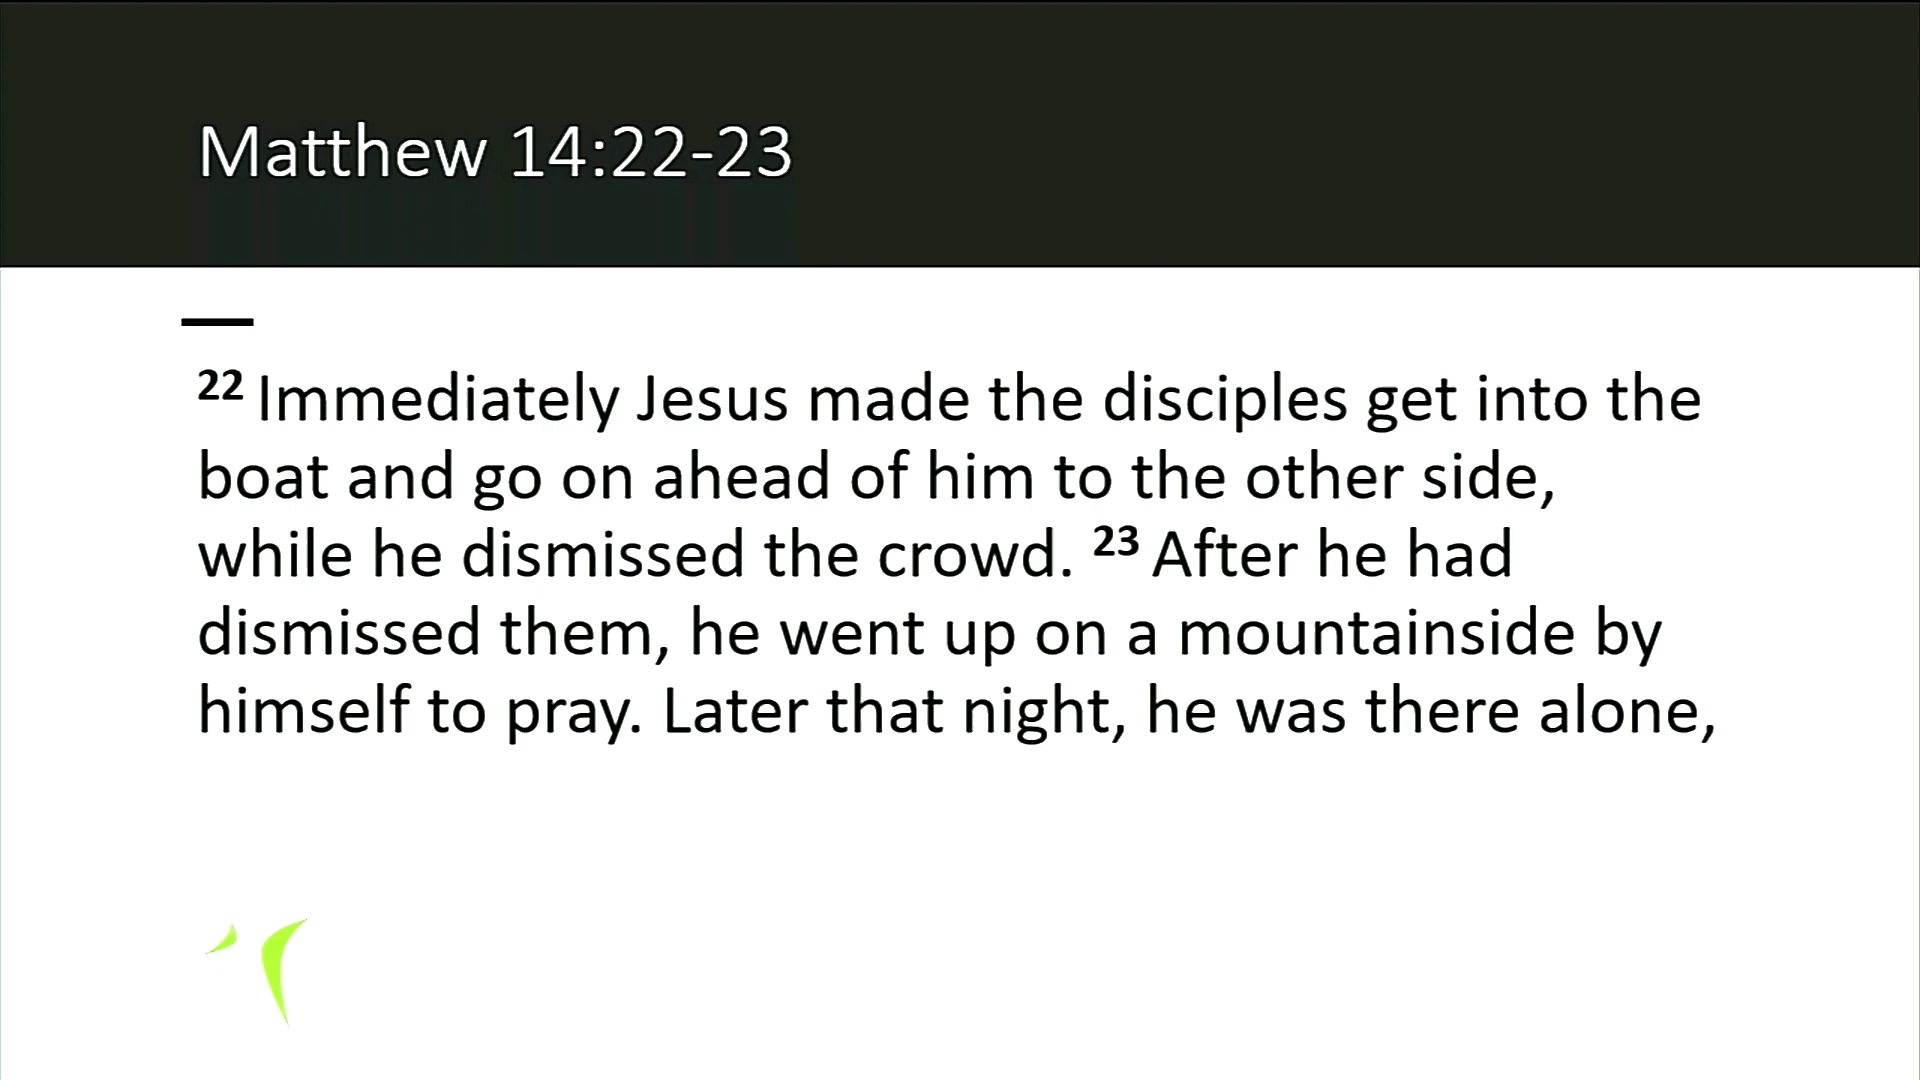 Matthew 14:22-23
22 Immediately Jesus made the disciples get into the
boat and go on ahead of him to the other side,
while he dismissed the crowd. 23 After he had
dismissed them, he went up on a mountainside by
himself to pray. Later that night, he was there alone,